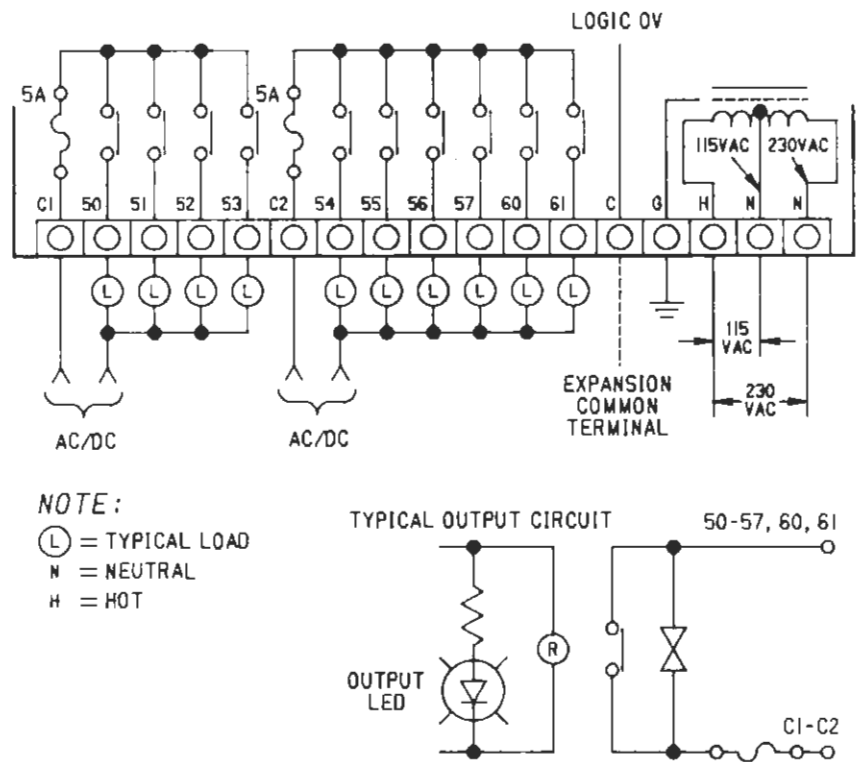 LOGIC 0V
5A
5A
115VAC
230VAC
C1 50 51 52 53 C2 54 55 56 57 60 61 C G H N N
L L L L L L L L L L
115
VAC
230
VAC
EXPANSION
COMMON
TERMINAL
AC/DC
AC/DC
NOTE:
L = TYPICAL LOAD
N = NEUTRAL
H = HOT
TYPICAL OUTPUT CIRCUIT
50-57, 60, 61
R
OUTPUT
LED
C1-C2